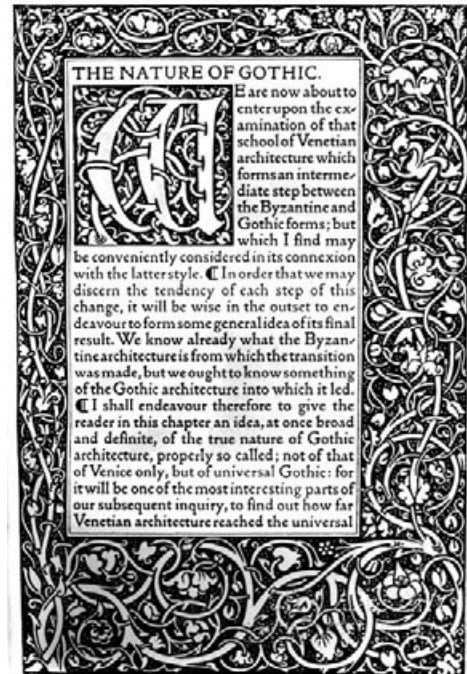 THE NATURE OF GOTHIC.
WE are now about to
enter upon the ex-
amination of that
school of Venetian
architecture which
forms an interme-
diate step between
the Byzantine and
Gothic forms; but
which I find may
be conveniently considered in its connexion
with the latter style. ⁋ In order that we may
discern the tendency of each step of this
change, it will be wise in the outset to en-
deavour to form some general idea of its final
result. We know already what the Byzan-
tine architecture is from which the transition
was made, but we ought to know something
of the Gothic architecture into which it led.
⁋ I shall endeavour therefore to give the
reader in this chapter an idea, at once broad
and definite, of the true nature of Gothic
architecture, properly so called; not of that
of Venice only, but of universal Gothic: for
it will be one of the most interesting parts of
our subsequent inquiry, to find out how far
Venetian architecture reached the universal